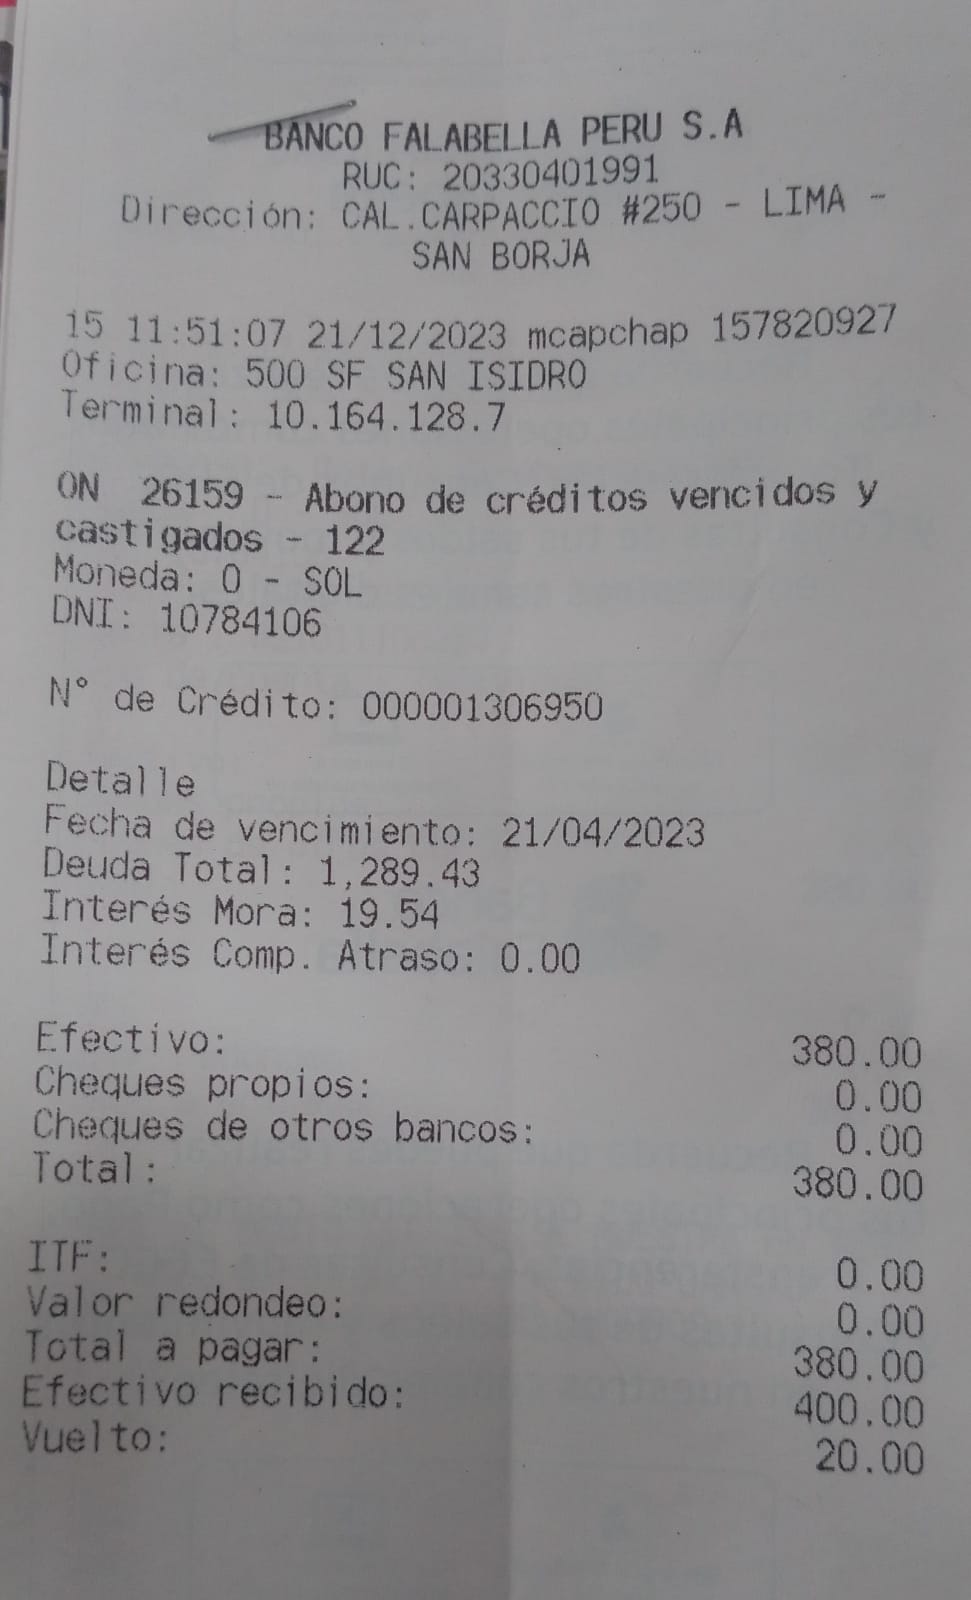 BANCO FALABELLA PERU S.A
RUC: 20330401991
Dirección: CAL.CARPACCIO #250 - LIMA -
SAN BORJA
15 11:51:07 21/12/2023 mcapchap 157820927
Oficina: 500 SF SAN ISIDRO
Terminal: 10.164.128.7
ON 26159 - Abono de créditos vencidos y
castigados - 122
Moneda: 0 - SOL
DNI: 10784106
N° de Crédito: 000001306950
Detalle
Fecha de vencimiento: 21/04/2023
Deuda Total: 1,289.43
Interés Mora: 19.54
Interés Comp. Atraso: 0.00
Efectivo: 380.00
Cheques propios: 0.00
Cheques de otros bancos: 0.00
Total: 380.00
ITF: 0.00
Valor redondeo: 0.00
Total a pagar: 380.00
Efectivo recibido: 400.00
Vuelto: 20.00